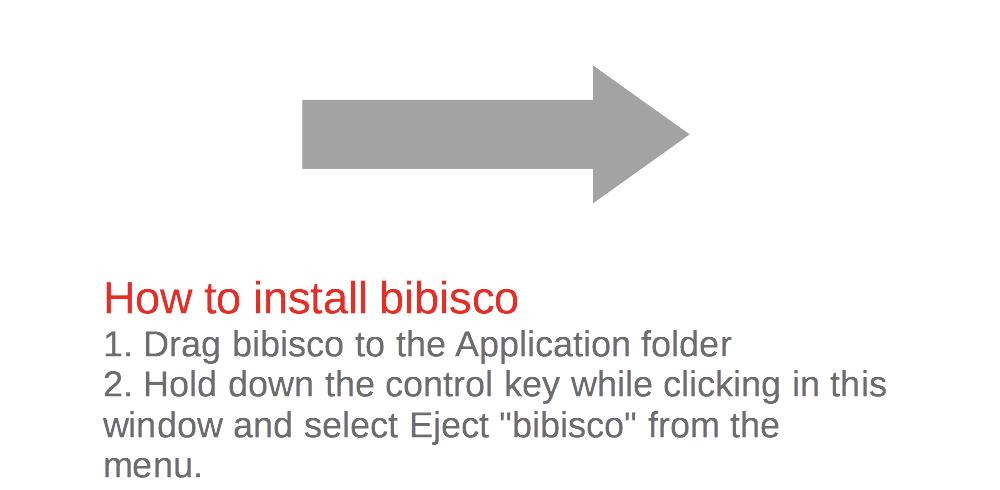 How to install bibisco
1. Drag bibisco to the Application folder
2. Hold down the control key while clicking in this
window and select Eject "bibisco" from the
menu.